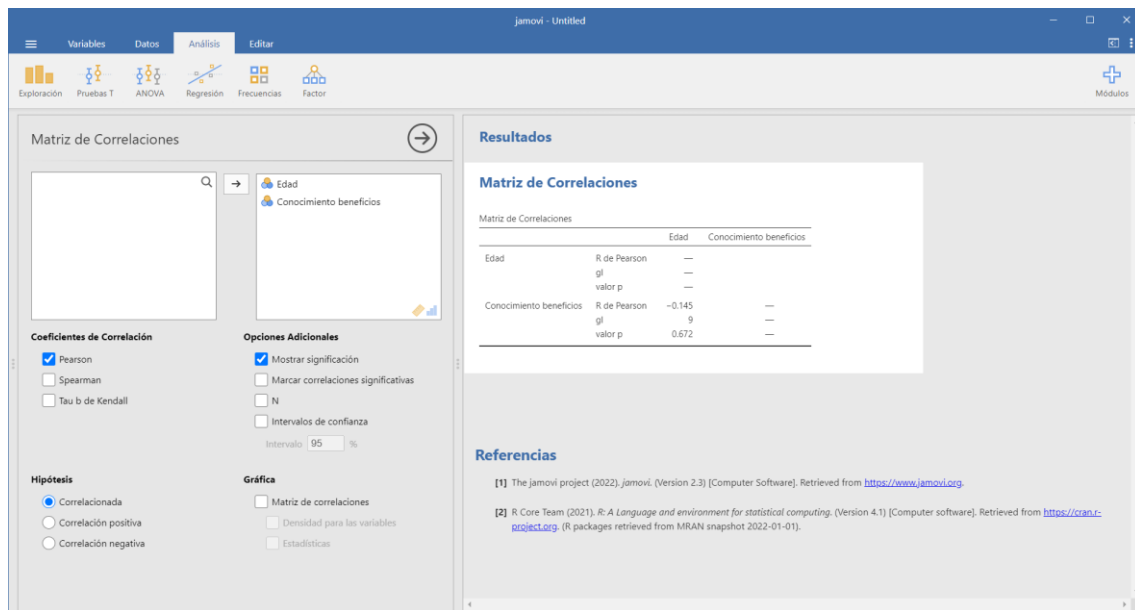 jamovi - Untitled
Variables Datos Análisis Editar
Exploración Pruebas T ANOVA Regresión Frecuencias Factor Módulos
Matriz de Correlaciones
Edad
Conocimiento beneficios
Coeficientes de Correlación
Pearson
Spearman
Tau b de Kendall
Opciones Adicionales
Mostrar significación
Marcar correlaciones significativas
N
Intervalos de confianza
Intervalo 95 %
Hipótesis
Correlacionada
Correlación positiva
Correlación negativa
Gráfica
Matriz de correlaciones
Densidad para las variables
Estadísticas
Resultados
Matriz de Correlaciones
Matriz de Correlaciones
Edad Conocimiento beneficios
Edad R de Pearson —
gl —
valor p —
Conocimiento beneficios R de Pearson −0.145 —
gl 9 —
valor p 0.672 —
Referencias
[1] The jamovi project (2022). jamovi. (Version 2.3) [Computer Software]. Retrieved from https://www.jamovi.org.
[2] R Core Team (2021). R: A Language and environment for statistical computing. (Version 4.1) [Computer software]. Retrieved from https://cran.r-
project.org. (R packages retrieved from MRAN snapshot 2022-01-01).